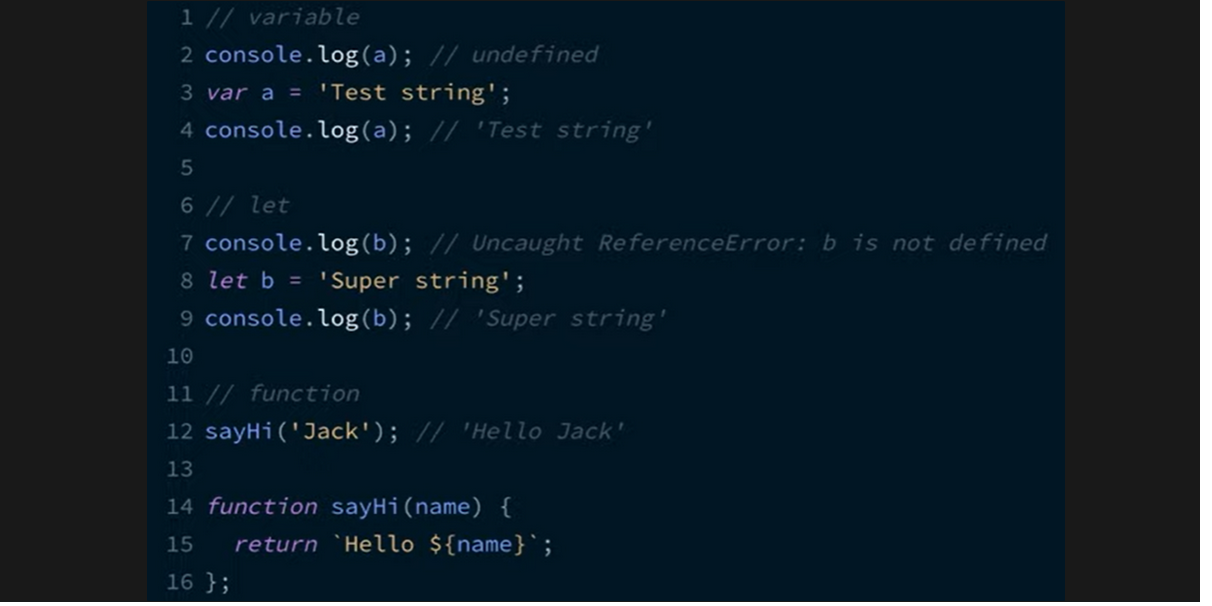 1 // variable
2 console.log(a); // undefined
3 var a = 'Test string';
4 console.log(a); // 'Test string'
5
6 // let
7 console.log(b); // Uncaught ReferenceError: b is not defined
8 let b = 'Super string';
9 console.log(b); // 'Super string'
10
11 // function
12 sayHi('Jack'); // 'Hello Jack'
13
14 function sayHi(name) {
15   return `Hello ${name}`;
16 };